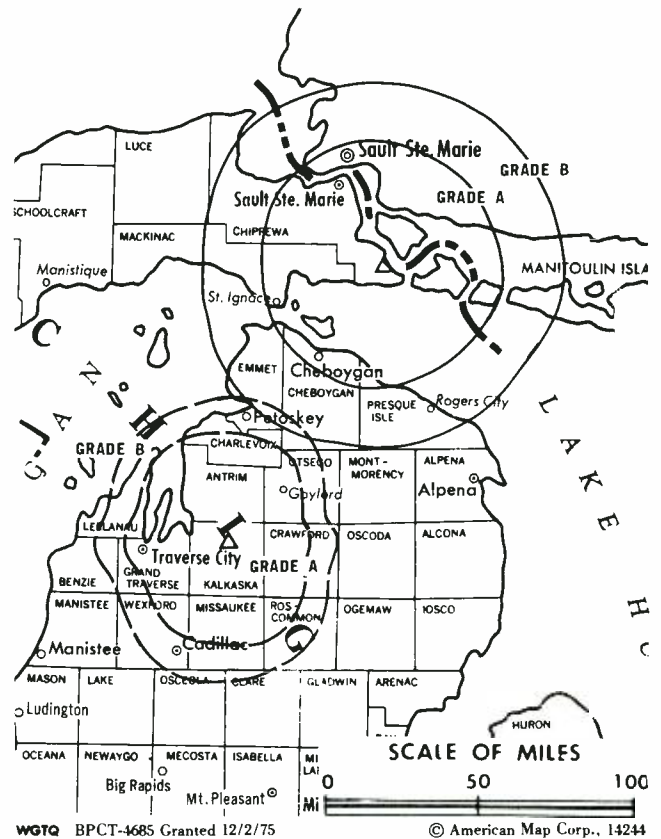 LUCE
Sault Ste. Marie
GRADE B
Sault Ste. Marie
GRADE A
SCHOOLCRAFT
MACKINAC
CHIPPEWA
Manistique
MANITOULIN ISLA
St. Ignace
C
H
I
G
A
N
EMMET
Cheboygan
CHEBOYGAN
PRESQUE
ISLE
Rogers City
LAKE
H
Petoskey
CHARLEVOIX
GRADE B
OTSEGO
MONT-
MORENCY
ALPENA
ANTRIM
Gaylord
Alpena
LEELANAU
CRAWFORD
OSCODA
ALCONA
Traverse City
GRADE A
BENZIE
GRAND
TRAVERSE
KALKASKA
MANISTEE
WEXFORD
MISSAUKEE
ROS-
COMMON
OGEMAW
IOSCO
Manistee
Cadillac
MASON
LAKE
OSCEOLA
CLARE
GLADWIN
ARENAC
Ludington
HURON
OCEANA
NEWAYGO
MECOSTA
ISABELLA
MI
LA
SCALE OF MILES
Big Rapids
0 50 100
Mt. Pleasant
Mi
WGTQ BPCT-4685 Granted 12/2/75
© American Map Corp., 14244